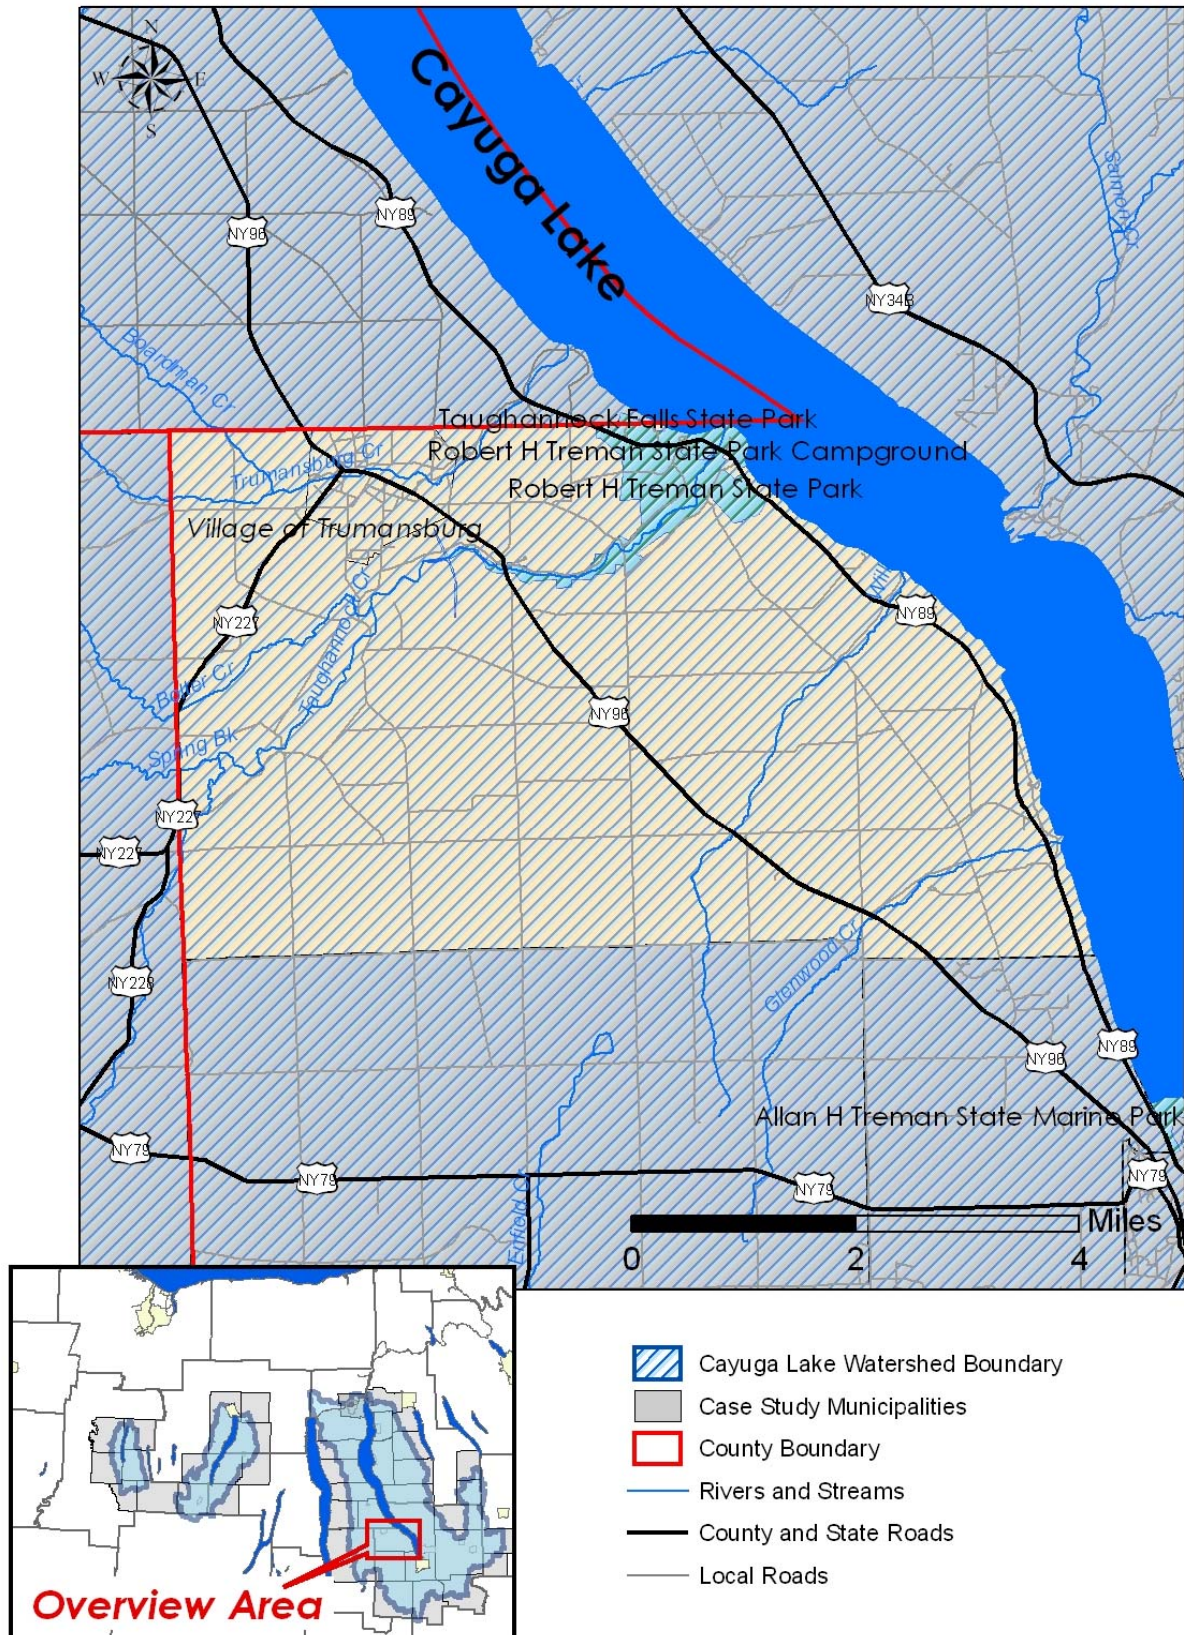 N
W E
S
Cayuga Lake
Salmon Cr
NY89
NY96
NY34B
Boardman Cr
Taughannock Falls State Park
Robert H Treman State Park Campground
Trumansburg Cr
Robert H Treman State Park
Village of Trumansburg
NY89
NY227
Taughannock Cr
Bolter Cr
NY96
Spring Bk
NY227
NY227
Glenwood Cr
NY228
NY96
NY89
Allan H Treman State Marine Park
NY79
NY79
NY79
NY79
Enfield Cr
Miles
0 2 4
Cayuga Lake Watershed Boundary
Case Study Municipalities
County Boundary
Rivers and Streams
County and State Roads
Local Roads
Overview Area